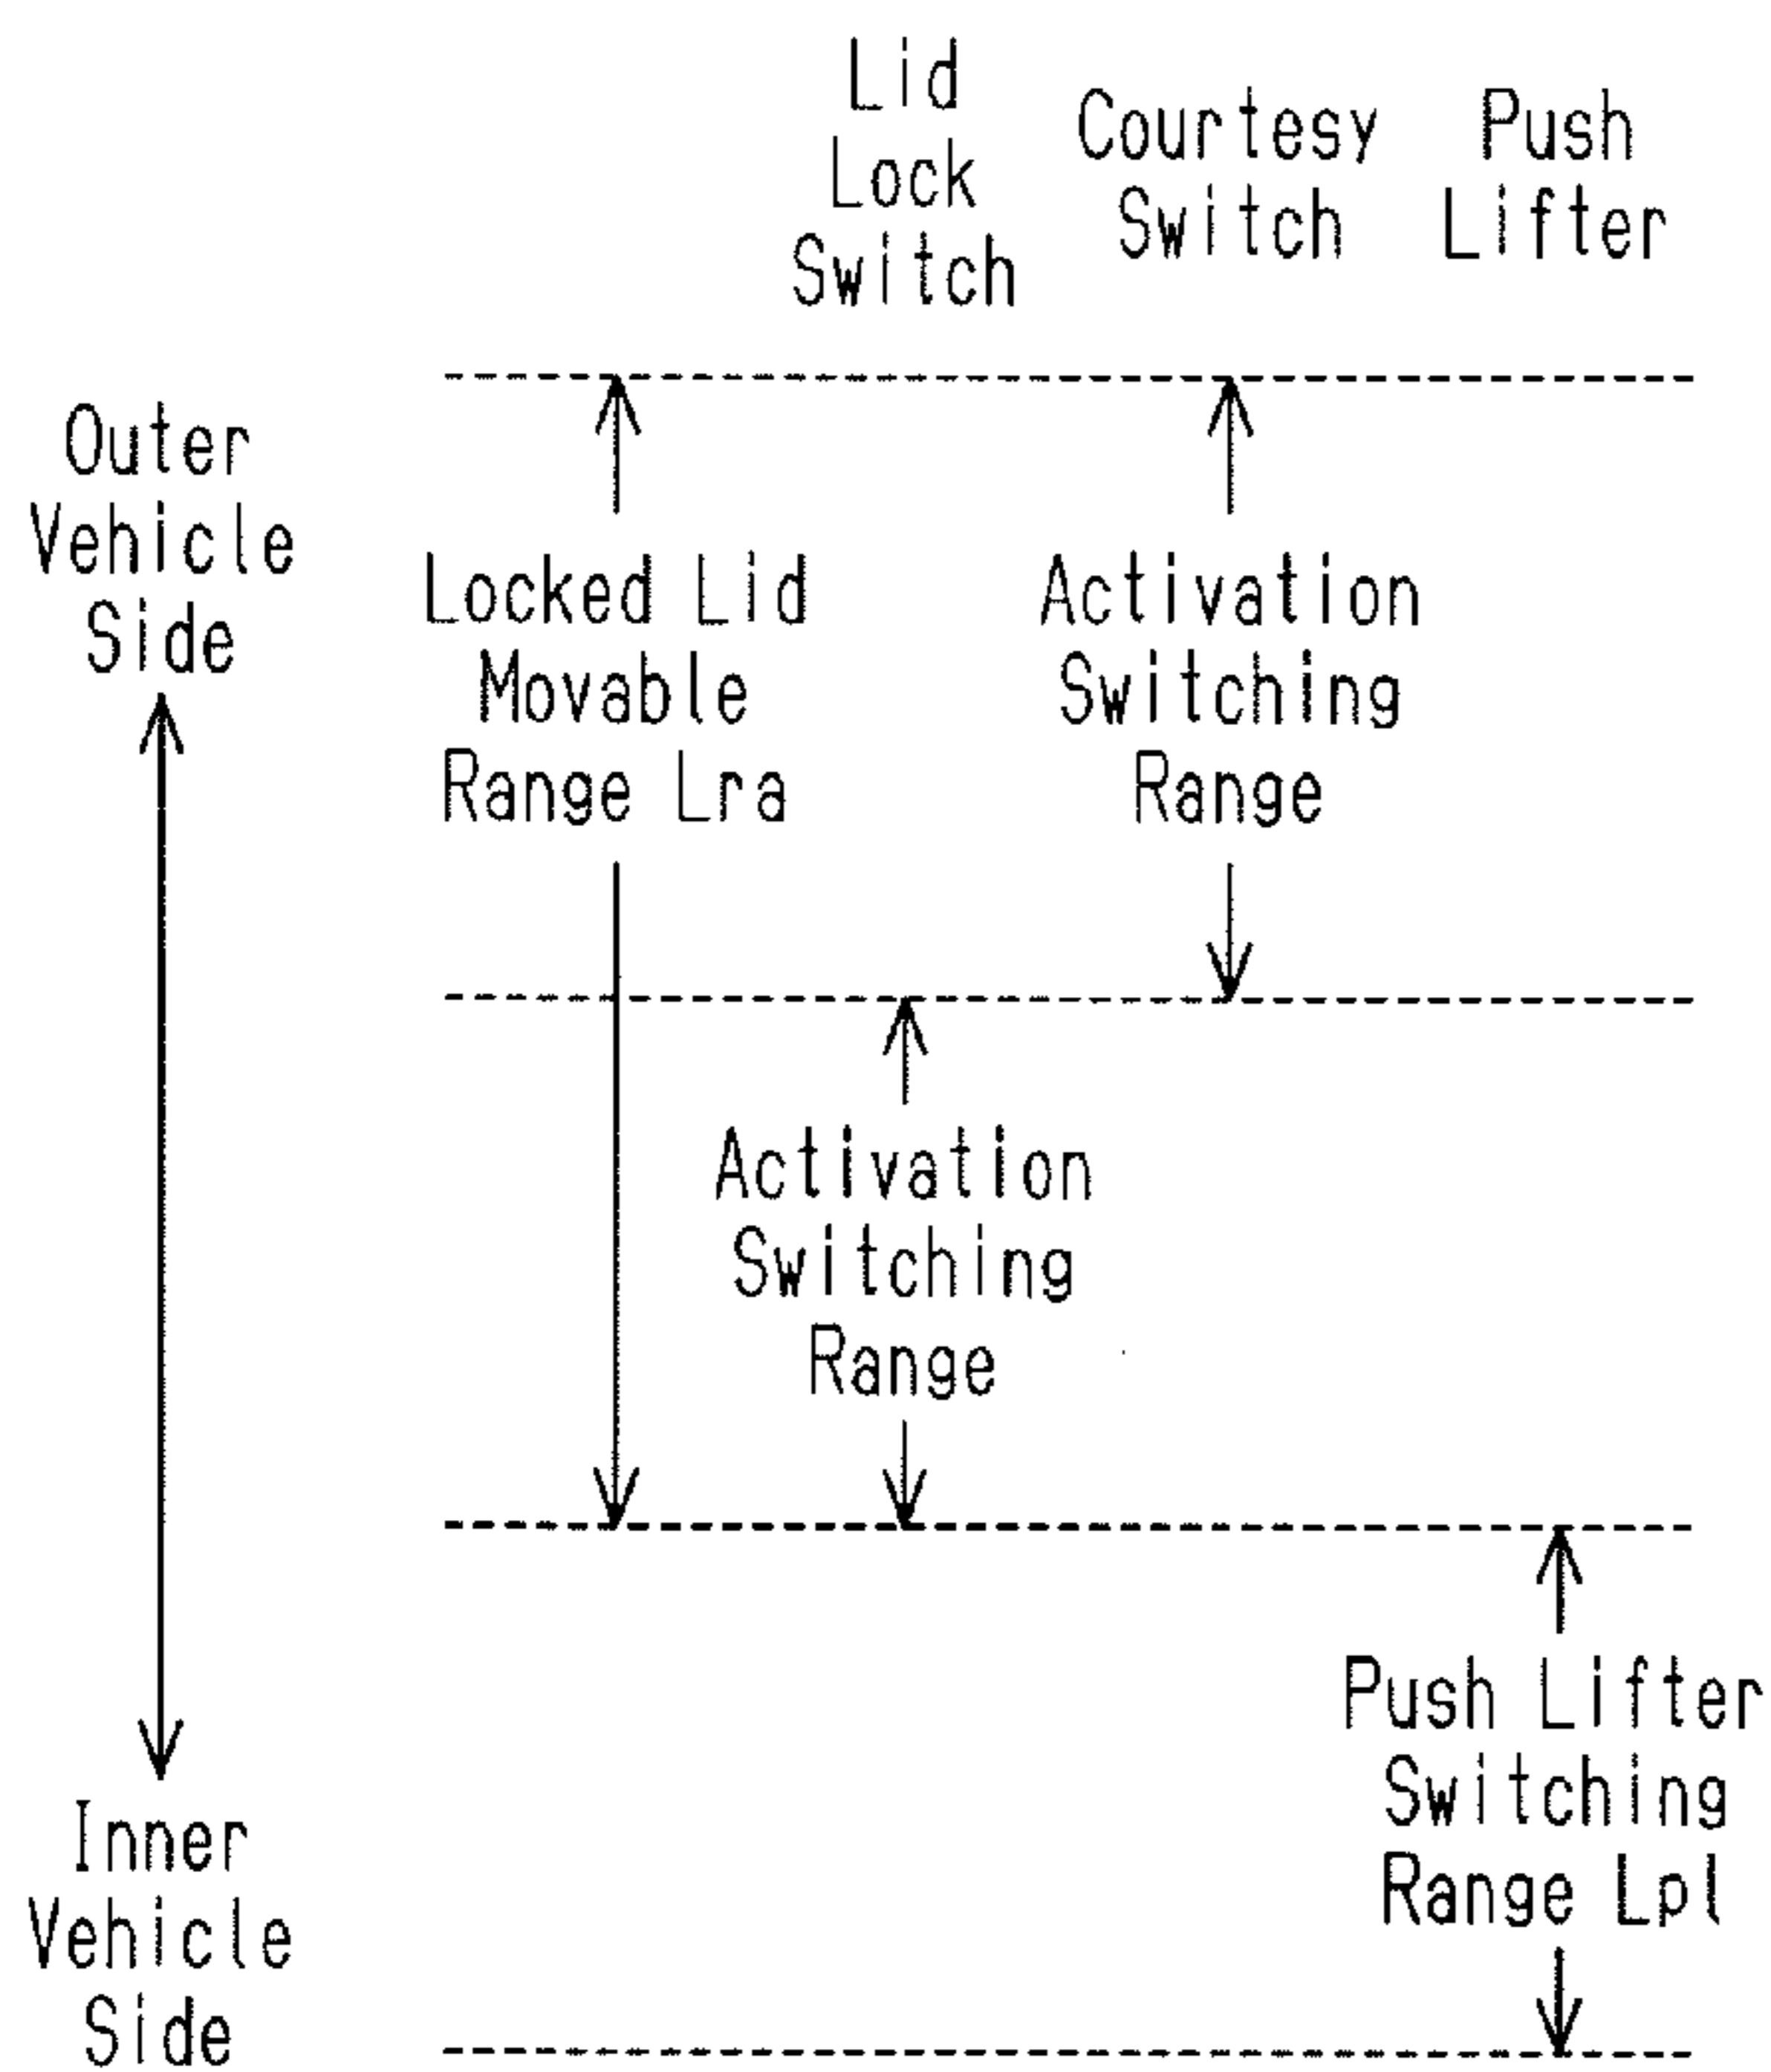 Lid
Lock
Switch
Courtesy
Switch
Push
Lifter
Outer
Vehicle
Side
Locked Lid
Movable
Range Lra
Activation
Switching
Range
Activation
Switching
Range
Push Lifter
Switching
Range Lpl
Inner
Vehicle
Side